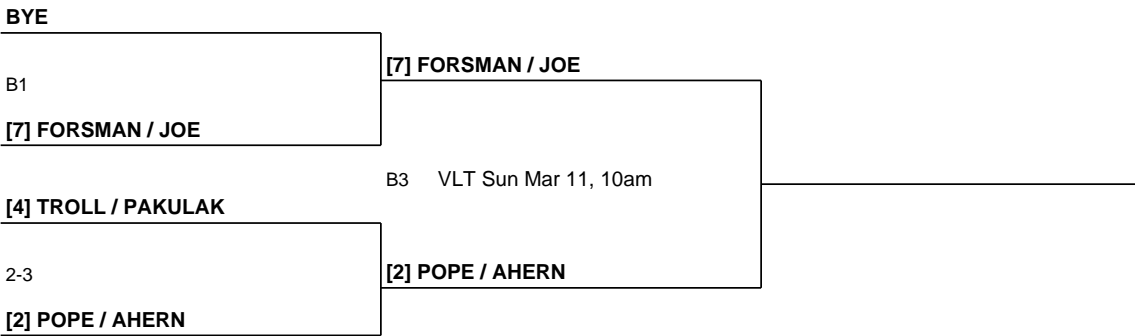 BYE
[7] FORSMAN / JOE
B1
[7] FORSMAN / JOE
B3 VLT Sun Mar 11, 10am
[4] TROLL / PAKULAK
2-3
[2] POPE / AHERN
[2] POPE / AHERN